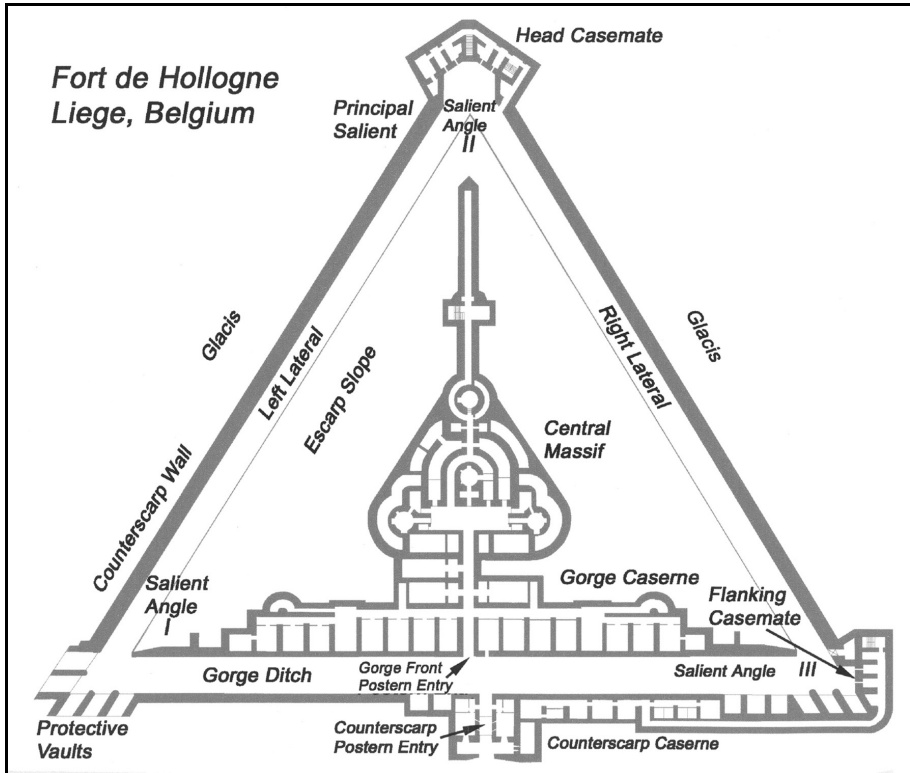 Fort de Hollogne
Liege, Belgium
Head Casemate
Principal
Salient
Salient
Angle
II
Glacis
Glacis
Left Lateral
Right Lateral
Escarp Slope
Central
Massif
Counterscarp Wall
Salient
Angle
I
Gorge Caserne
Flanking
Casemate
Gorge Ditch
Gorge Front
Postern Entry
Salient Angle III
Protective
Vaults
Counterscarp
Postern Entry
Counterscarp Caserne